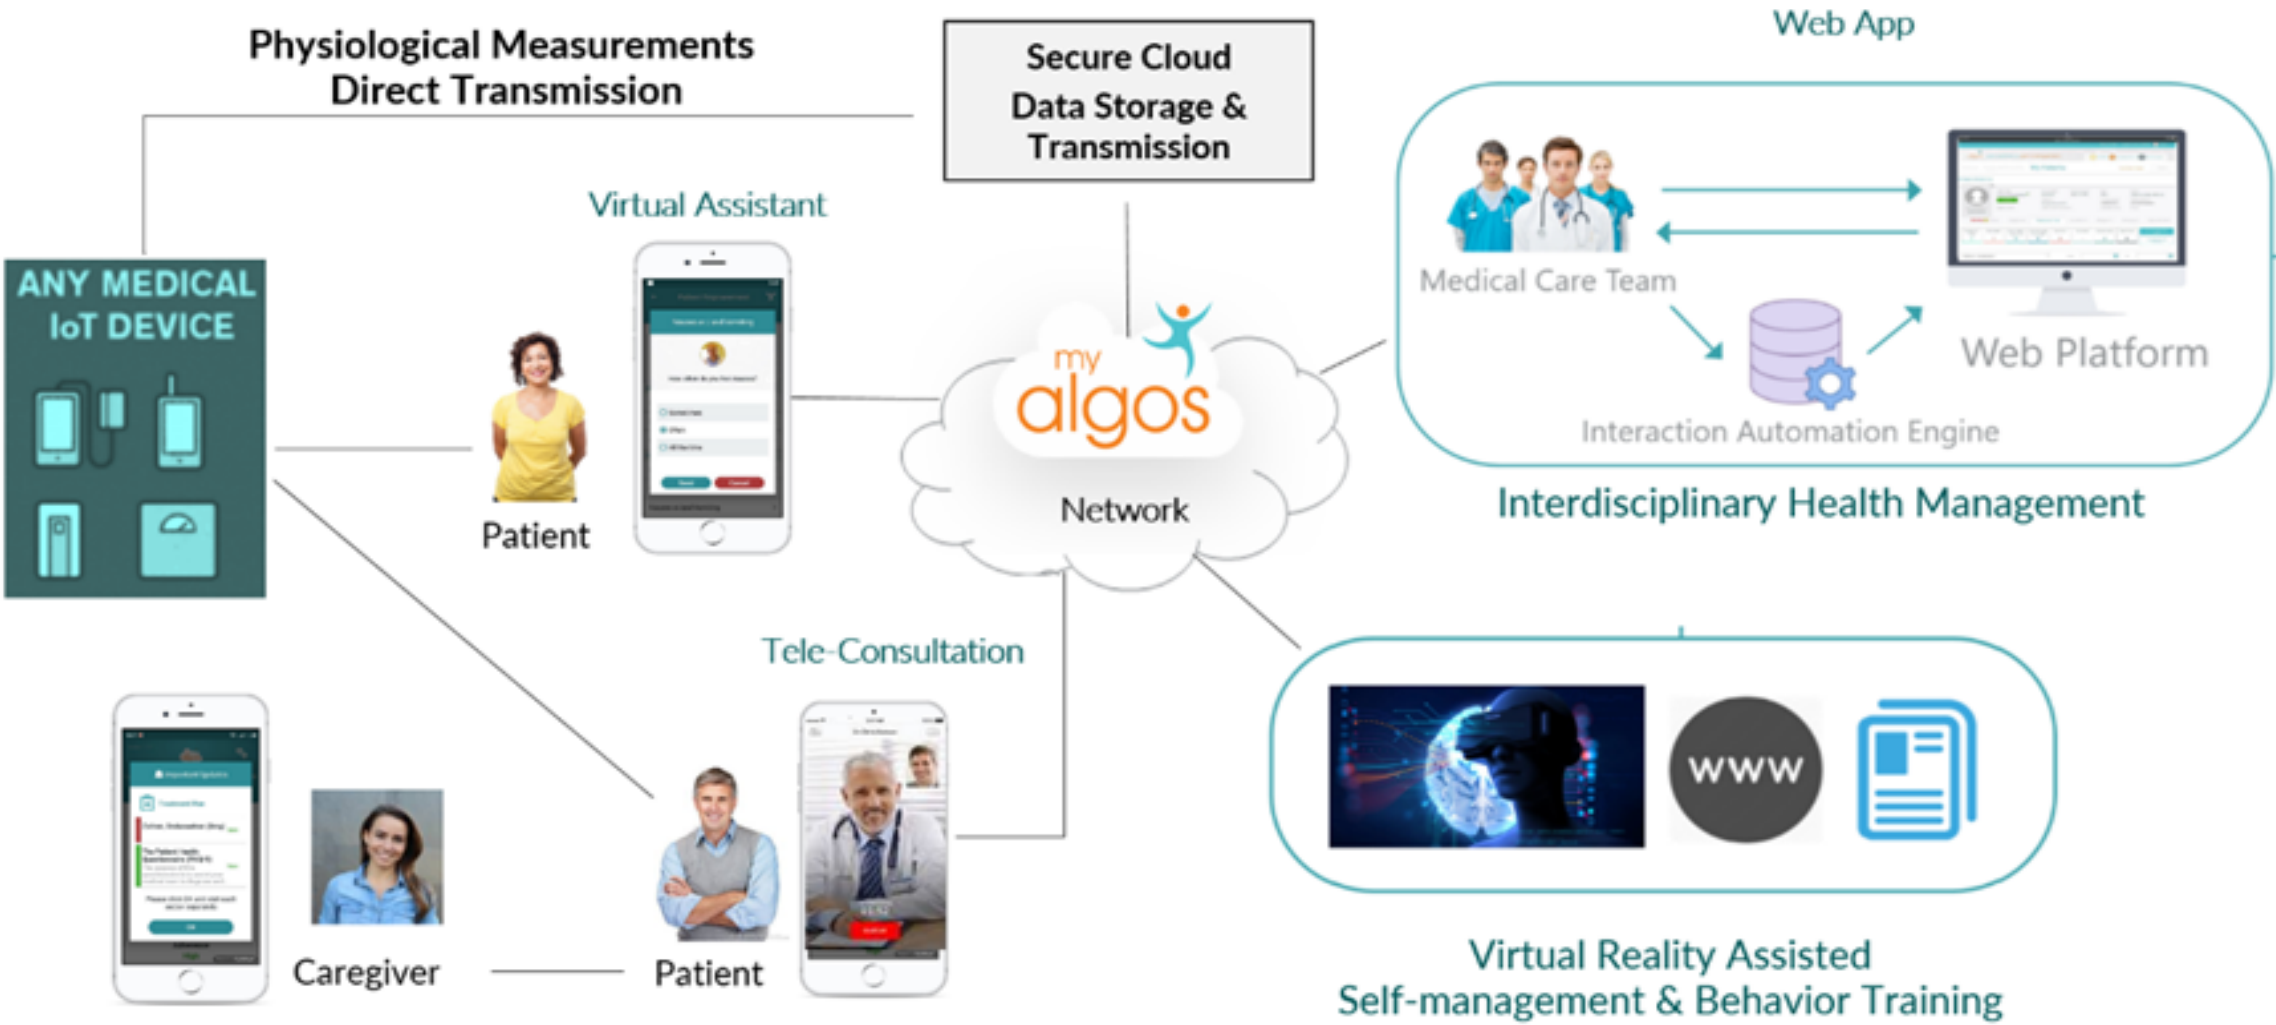 Physiological Measurements
Direct Transmission
Secure Cloud
Data Storage &
Transmission
Web App
Virtual Assistant
ANY MEDICAL
IoT DEVICE
Medical Care Team
Web Platform
my
algos
Interaction Automation Engine
Network
Patient
Interdisciplinary Health Management
Tele-Consultation
www
Caregiver
Patient
Virtual Reality Assisted
Self-management & Behavior Training